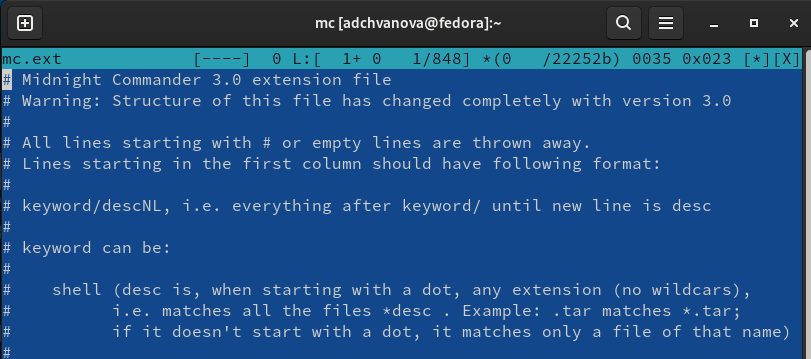 mc [adchvanova@fedora]:~
mc.ext [----] 0 L:[ 1+ 0 1/848] *(0 /22252b) 0035 0x023 [*][X]
# Midnight Commander 3.0 extension file
# Warning: Structure of this file has changed completely with version 3.0
#
# All lines starting with # or empty lines are thrown away.
# Lines starting in the first column should have following format:
#
# keyword/descNL, i.e. everything after keyword/ until new line is desc
#
# keyword can be:
#
# shell (desc is, when starting with a dot, any extension (no wildcars),
# i.e. matches all the files *desc . Example: .tar matches *.tar;
# if it doesn't start with a dot, it matches only a file of that name)
#